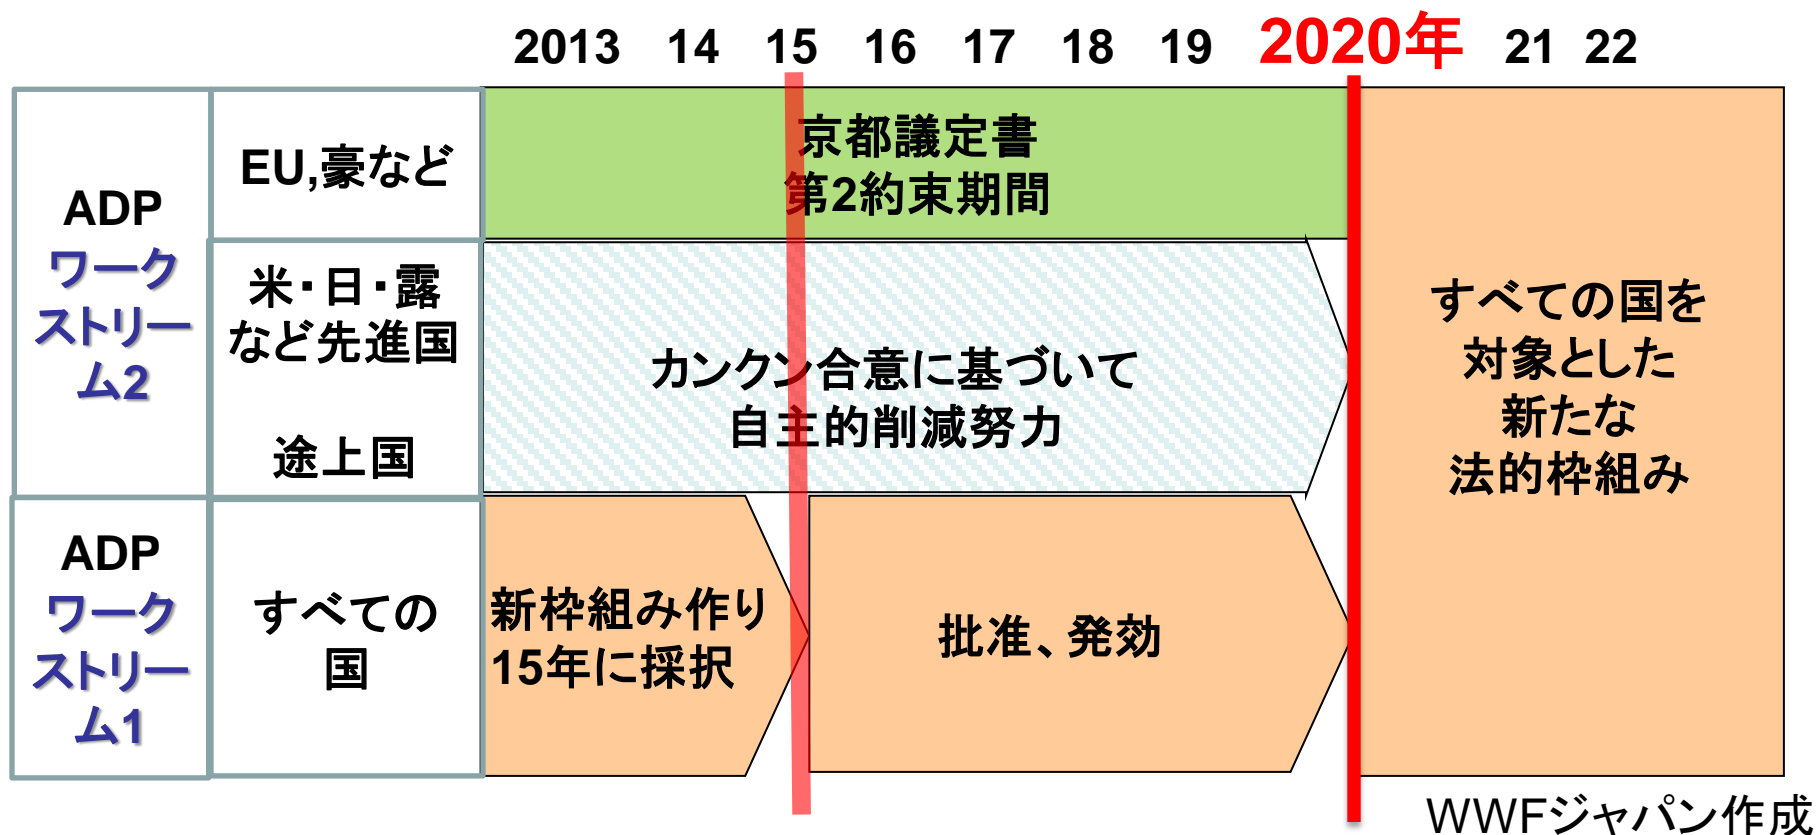 2013 14 15 16 17 18 19 2020年 21 22
ADP
ワーク
ストリー
ム2
EU,豪など
京都議定書
第2約束期間
米・日・露
など先進国
途上国
カンクン合意に基づいて
自主的削減努力
すべての国を
対象とした
新たな
法的枠組み
ADP
ワーク
ストリー
ム1
すべての
国
新枠組み作り
15年に採択
批准、発効
WWFジャパン作成